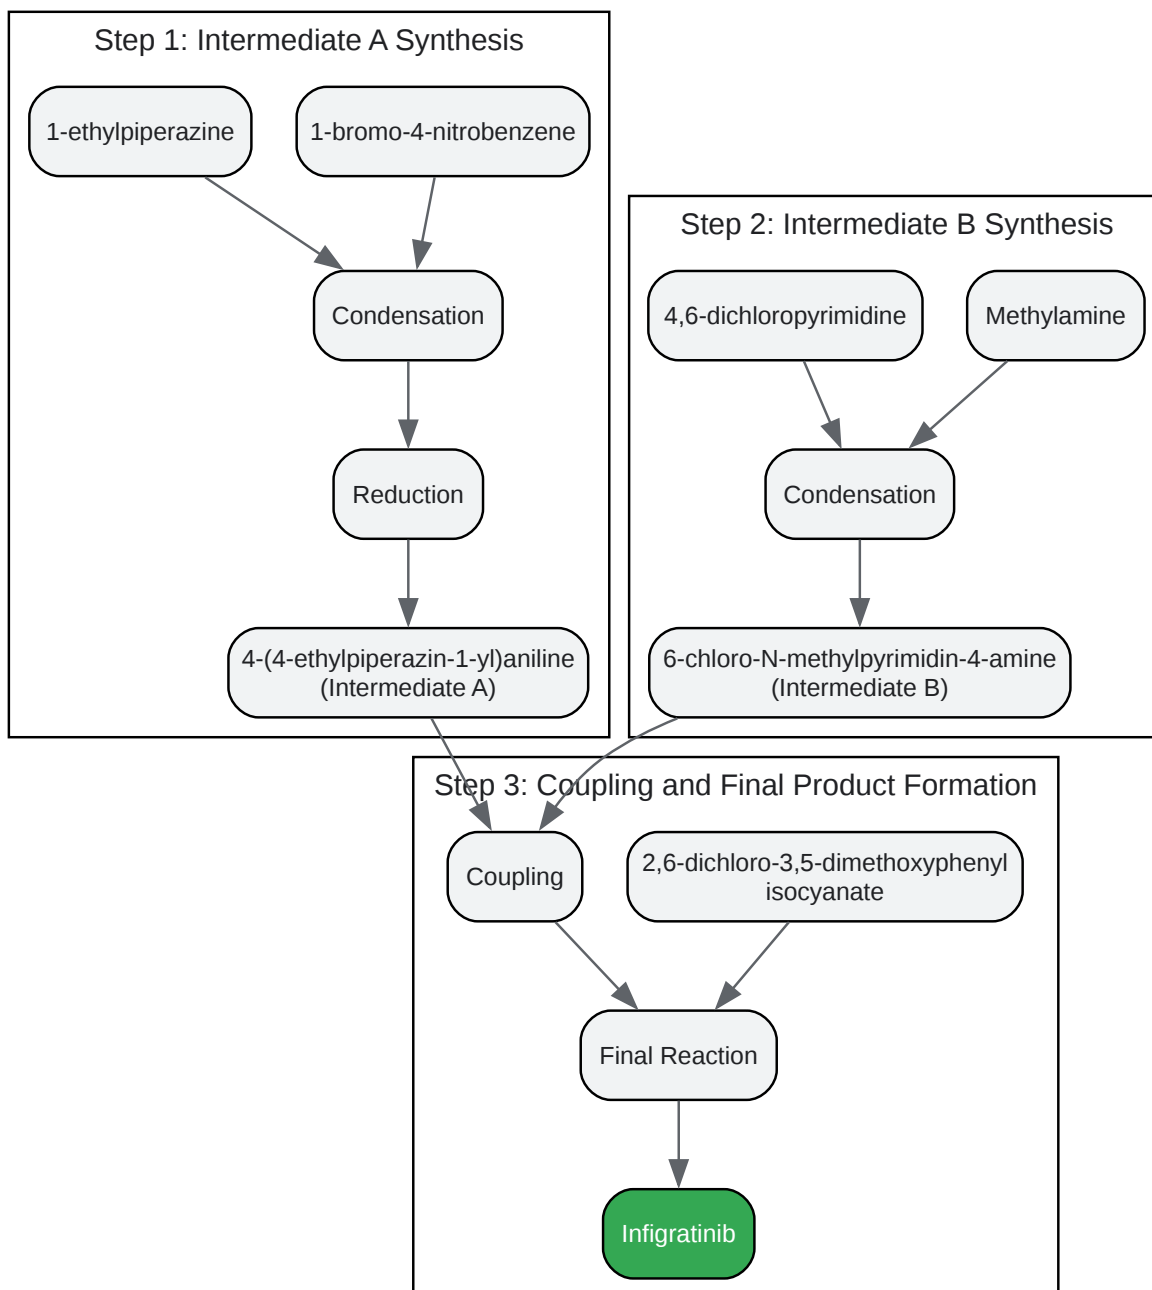 Step 1: Intermediate A Synthesis
1-ethylpiperazine
1-bromo-4-nitrobenzene
Condensation
Reduction
4-(4-ethylpiperazin-1-yl)aniline
(Intermediate A)
Step 2: Intermediate B Synthesis
4,6-dichloropyrimidine
Methylamine
Condensation
6-chloro-N-methylpyrimidin-4-amine
(Intermediate B)
Step 3: Coupling and Final Product Formation
Coupling
2,6-dichloro-3,5-dimethoxyphenyl
isocyanate
Final Reaction
Infigratinib